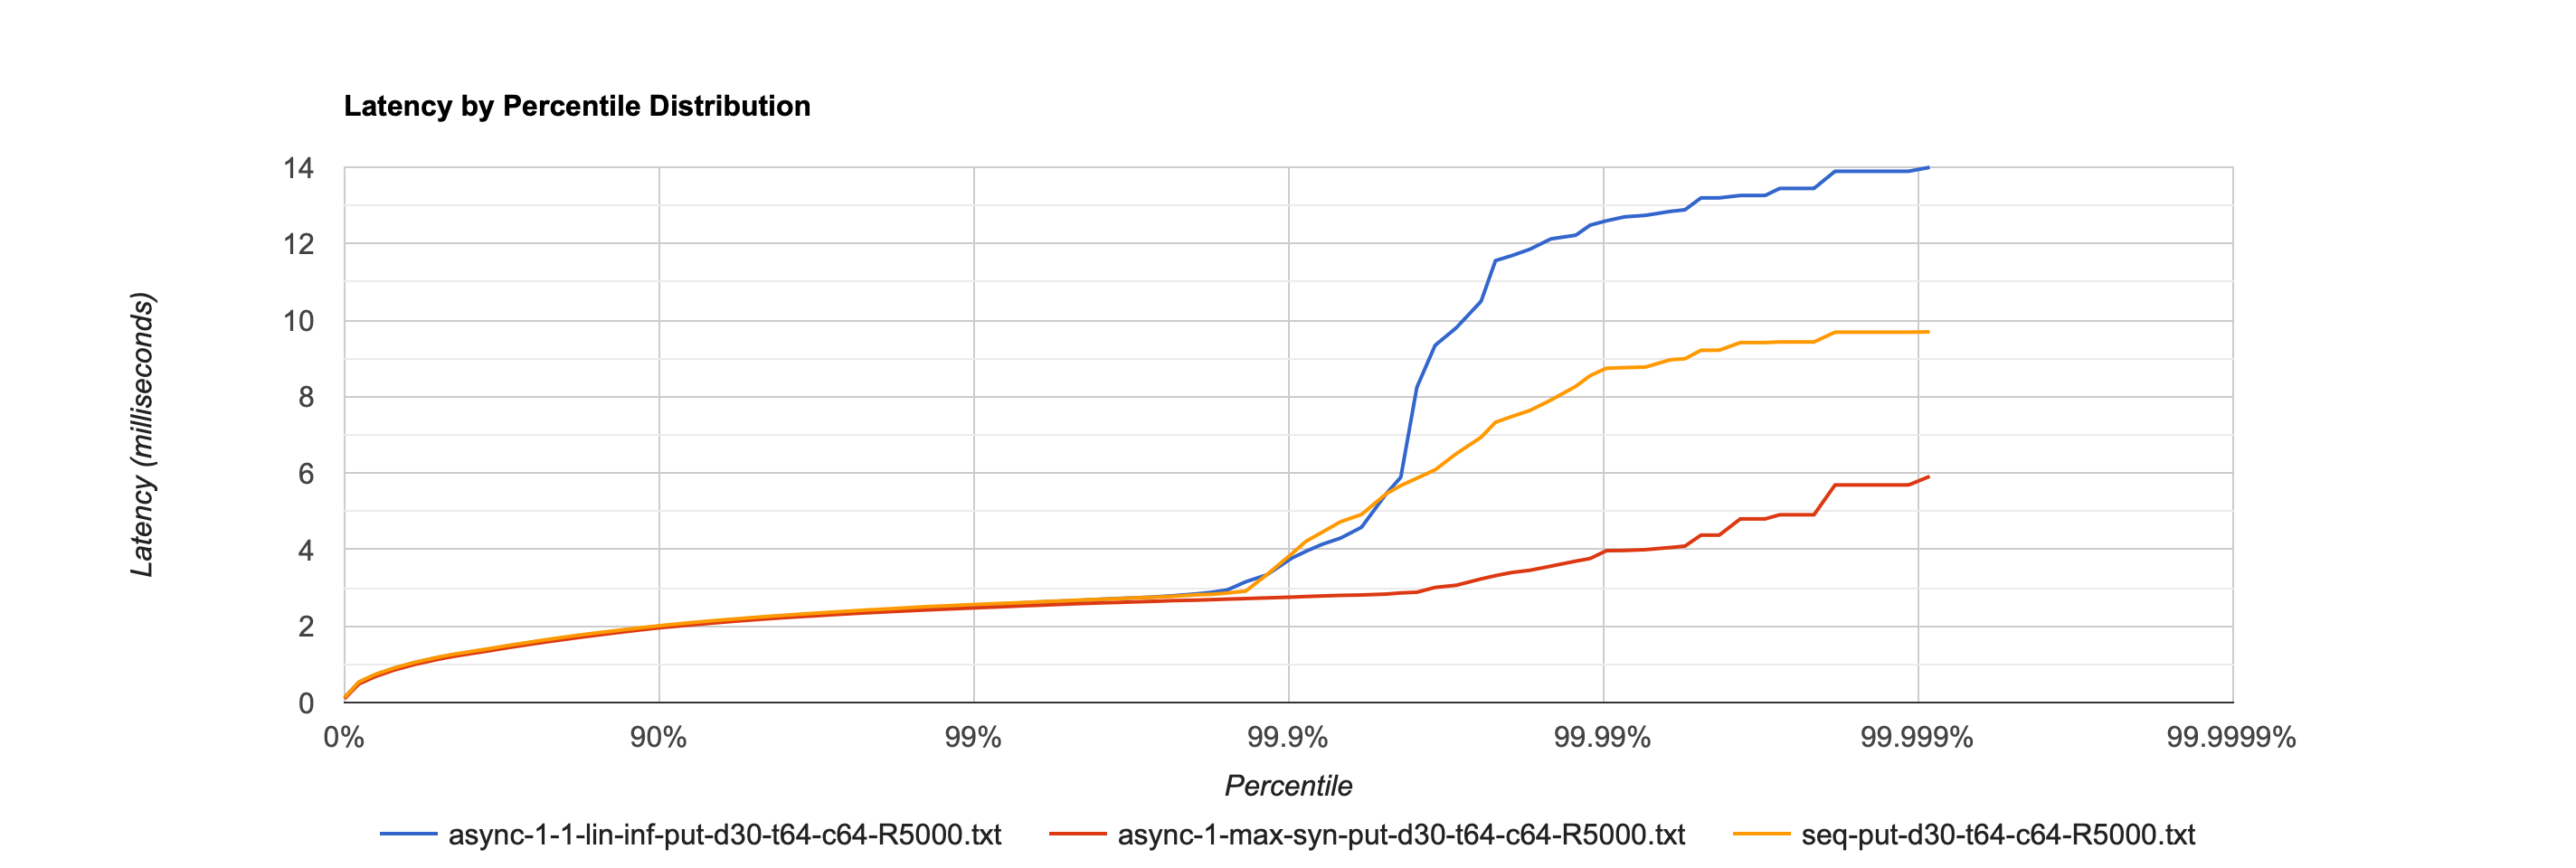 Latency by Percentile Distribution
14
12
10
8
6
4
2
0
Latency (milliseconds)
0% 90% 99% 99.9% 99.99% 99.999% 99.9999%
Percentile
async-1-1-lin-inf-put-d30-t64-c64-R5000.txt async-1-max-syn-put-d30-t64-c64-R5000.txt seq-put-d30-t64-c64-R5000.txt